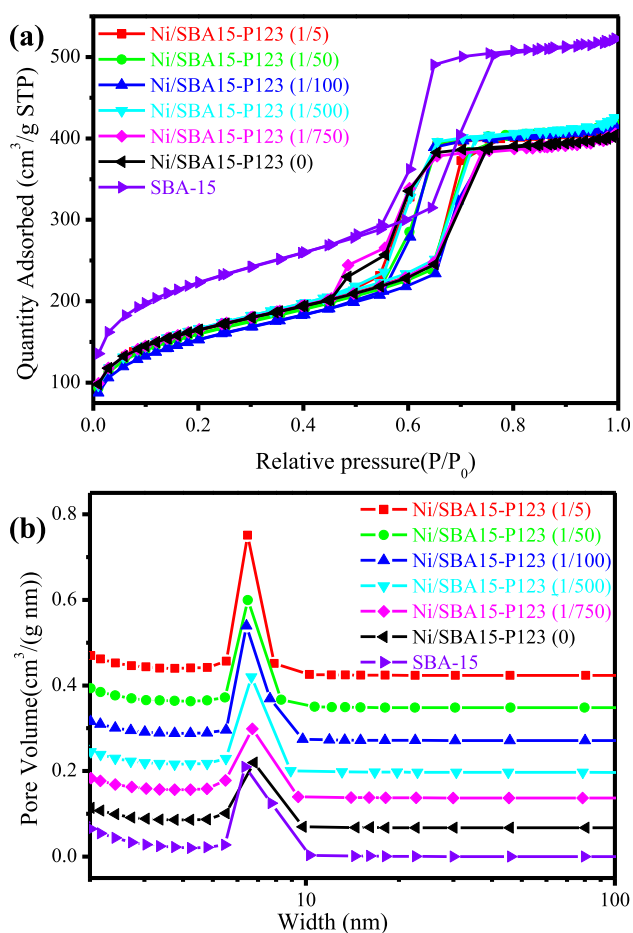 (a)
Ni/SBA15-P123 (1/5)
Ni/SBA15-P123 (1/50)
Ni/SBA15-P123 (1/100)
Ni/SBA15-P123 (1/500)
Ni/SBA15-P123 (1/750)
Ni/SBA15-P123 (0)
SBA-15
Quantity Adsorbed (cm³/g STP)
500
400
300
200
100
0.0 0.2 0.4 0.6 0.8 1.0
Relative pressure(P/P₀)
(b)
Ni/SBA15-P123 (1/5)
Ni/SBA15-P123 (1/50)
Ni/SBA15-P123 (1/100)
Ni/SBA15-P123 (1/500)
Ni/SBA15-P123 (1/750)
Ni/SBA15-P123 (0)
SBA-15
Pore Volume(cm³/(g nm))
0.8
0.6
0.4
0.2
0.0
10 100
Width (nm)